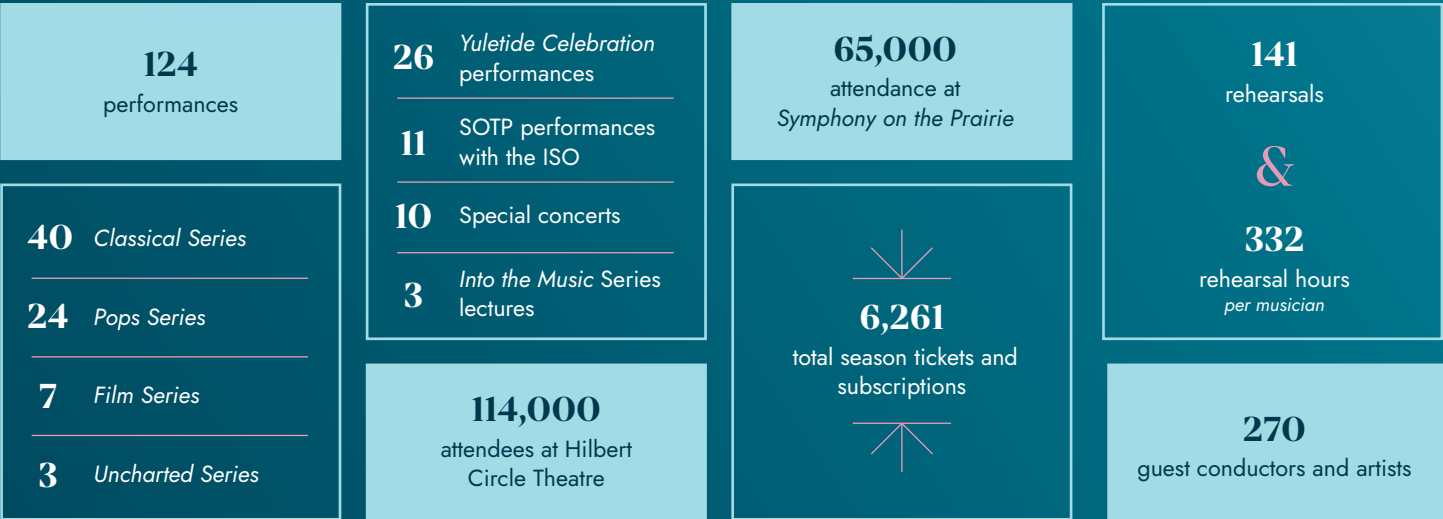 124
performances
40 Classical Series
24 Pops Series
7 Film Series
3 Uncharted Series
26 Yuletide Celebration
performances
11 SOTP performances
with the ISO
10 Special concerts
3 Into the Music Series
lectures
114,000
attendees at Hilbert
Circle Theatre
65,000
attendance at
Symphony on the Prairie
6,261
total season tickets and
subscriptions
141
rehearsals
&
332
rehearsal hours
per musician
270
guest conductors and artists